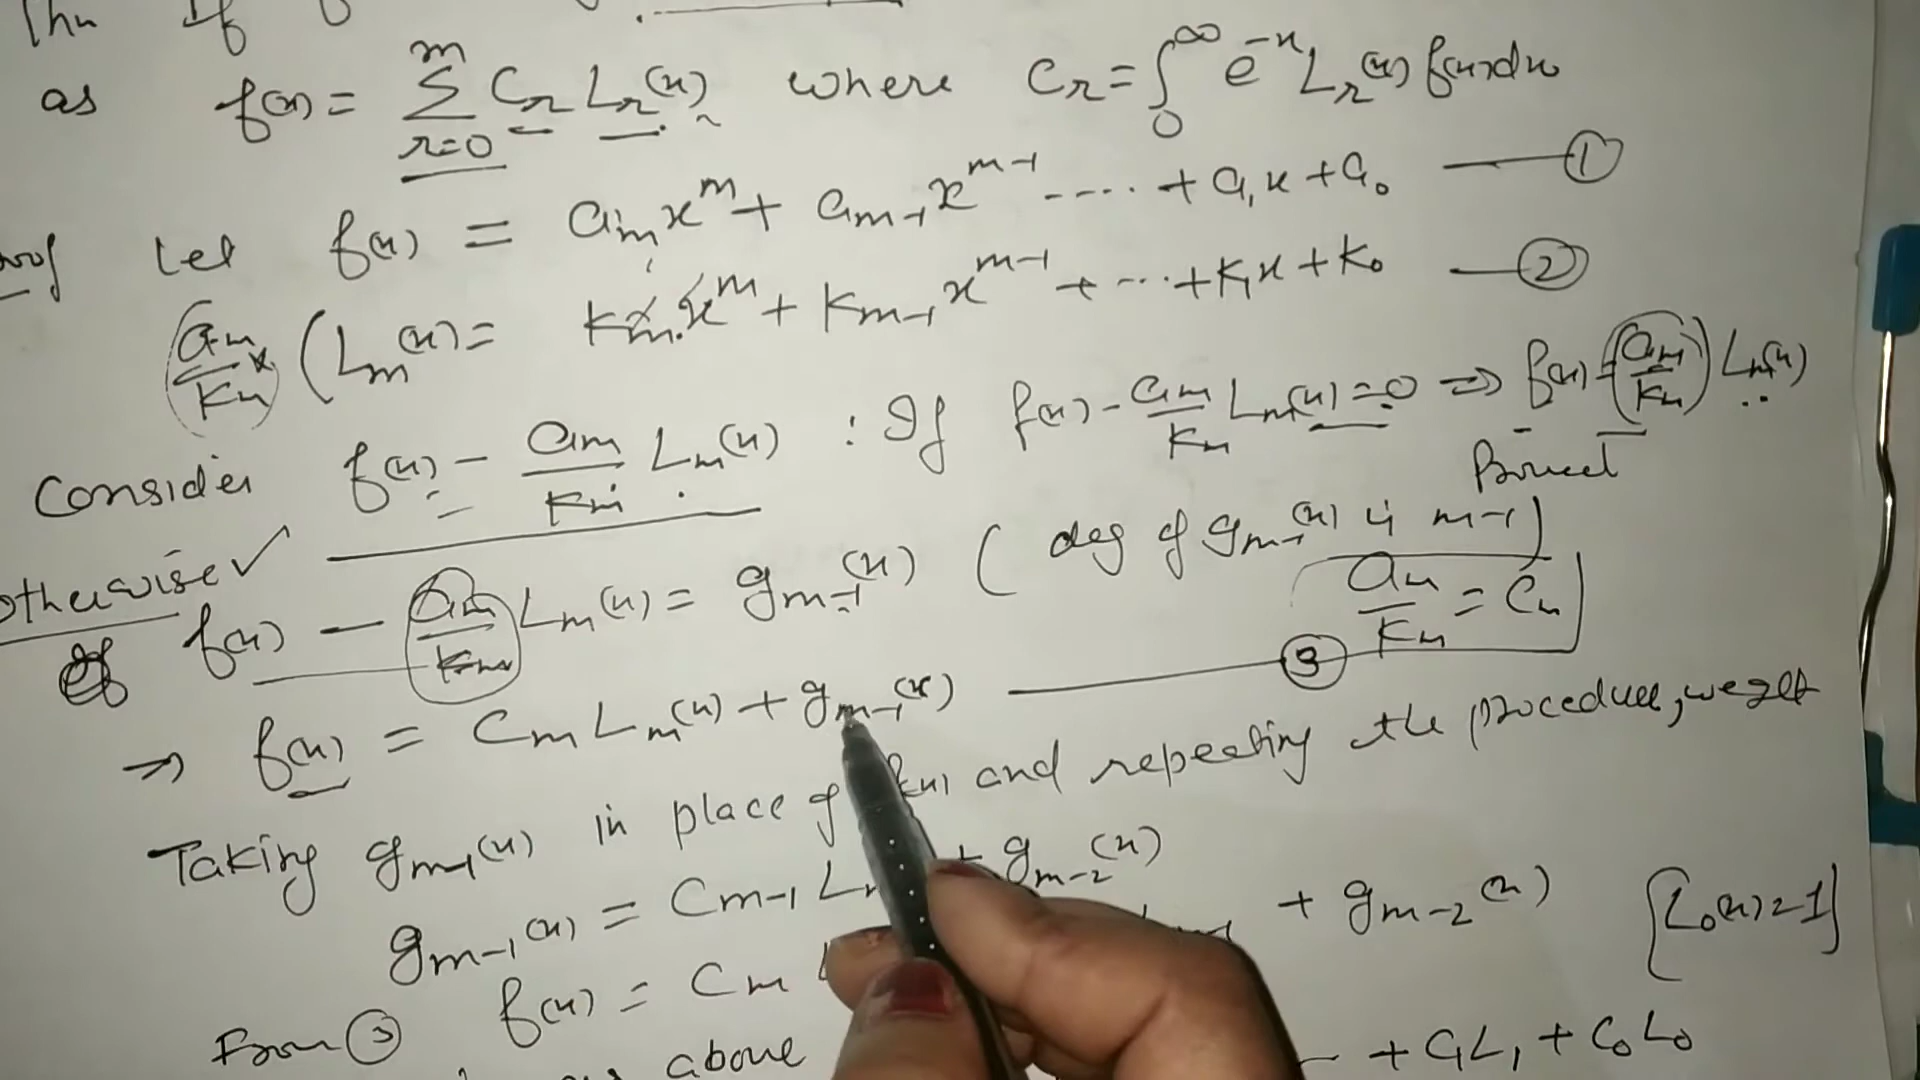 Thm If
as f(x) = ∑_{r=0}^{m} C_r L_r(x) where C_r = ∫_0^∞ e^{-x} L_r(x) f(x) dx
Let f(x) = a_m x^m + a_{m-1} x^{m-1} ---- + a_1 x + a_0 — ①
a_m/k_m × ( L_m(x) = k_m x^m + k_{m-1} x^{m-1} + --- + k_1 x + k_0 — ②
Consider f(x) - a_m/k_m L_m(x) : If f(x) - a_m/k_m L_m(x) = 0 ⇒ f(x) = (a_m/k_m) L_m(x)
Otherwise ✓
f(x) - a_m/k_m L_m(x) = g_{m-1}(x) ( deg of g_{m-1}(x) is m-1)
a_m/k_m = C_m
⇒ f(x) = C_m L_m(x) + g_{m-1}(x) — ③
Taking g_{m-1}(x) in place of f(x) and repeating the procedure, we get
g_{m-1}(x) = C_{m-1} L + g_{m-2}(x)
From ③ f(x) = C_m + g_{m-2}(x) [L_0(x) = 1]
above + C_1 L_1 + C_0 L_0